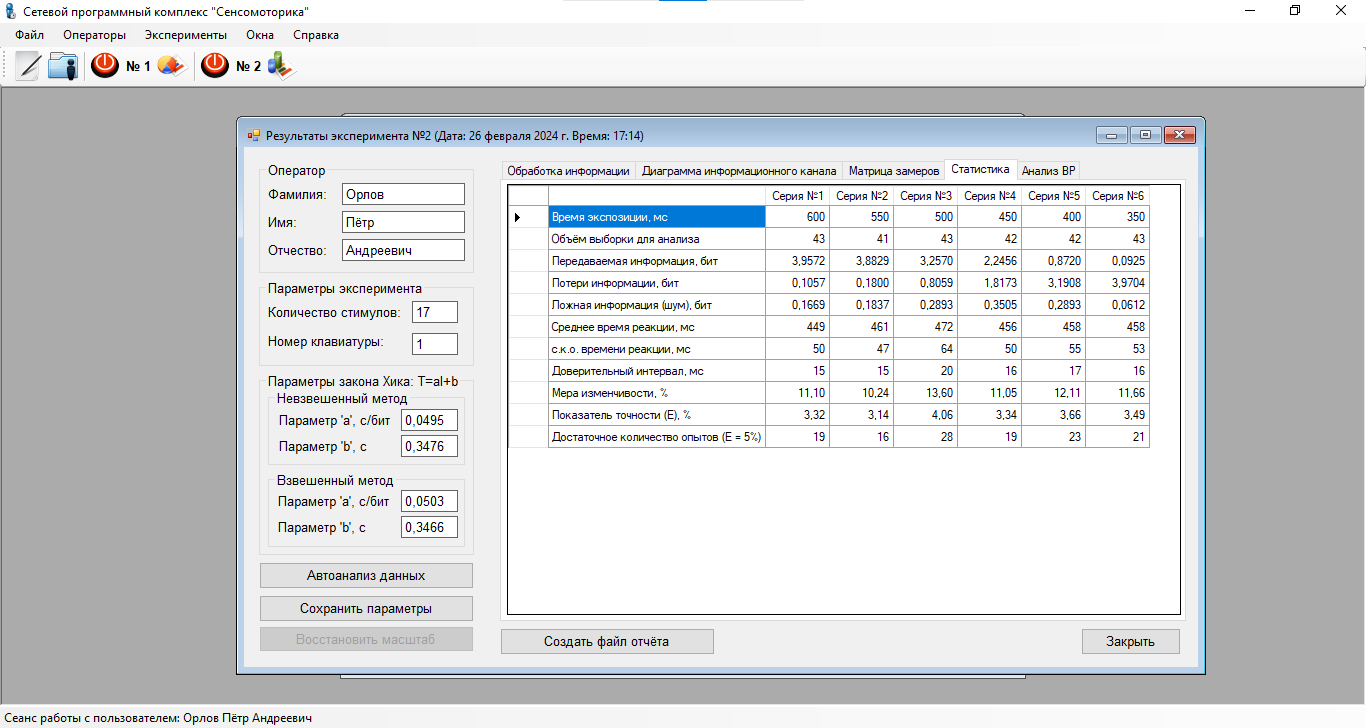 Сетевой программный комплекс "Сенсомоторика"
Файл Операторы Эксперименты Окна Справка
№ 1 № 2
Результаты эксперимента №2 (Дата: 26 февраля 2024 г. Время: 17:14)
Оператор
Фамилия: Орлов
Имя: Пётр
Отчество: Андреевич
Параметры эксперимента
Количество стимулов: 17
Номер клавиатуры: 1
Параметры закона Хика: T=aI+b
Невзвешенный метод
Параметр 'a', с/бит 0,0495
Параметр 'b', с 0,3476
Взвешенный метод
Параметр 'a', с/бит 0,0503
Параметр 'b', с 0,3466
Автоанализ данных
Сохранить параметры
Восстановить масштаб
Обработка информации Диаграмма информационного канала Матрица замеров Статистика Анализ ВР
Серия №1 Серия №2 Серия №3 Серия №4 Серия №5 Серия №6
Время экспозиции, мс 600 550 500 450 400 350
Объём выборки для анализа 43 41 43 42 42 43
Передаваемая информация, бит 3,9572 3,8829 3,2570 2,2456 0,8720 0,0925
Потери информации, бит 0,1057 0,1800 0,8059 1,8173 3,1908 3,9704
Ложная информация (шум), бит 0,1669 0,1837 0,2893 0,3505 0,2893 0,0612
Среднее время реакции, мс 449 461 472 456 458 458
с.к.о. времени реакции, мс 50 47 64 50 55 53
Доверительный интервал, мс 15 15 20 16 17 16
Мера изменчивости, % 11,10 10,24 13,60 11,05 12,11 11,66
Показатель точности (E), % 3,32 3,14 4,06 3,34 3,66 3,49
Достаточное количество опытов (E = 5%) 19 16 28 19 23 21
Создать файл отчёта
Закрыть
Сеанс работы с пользователем: Орлов Пётр Андреевич